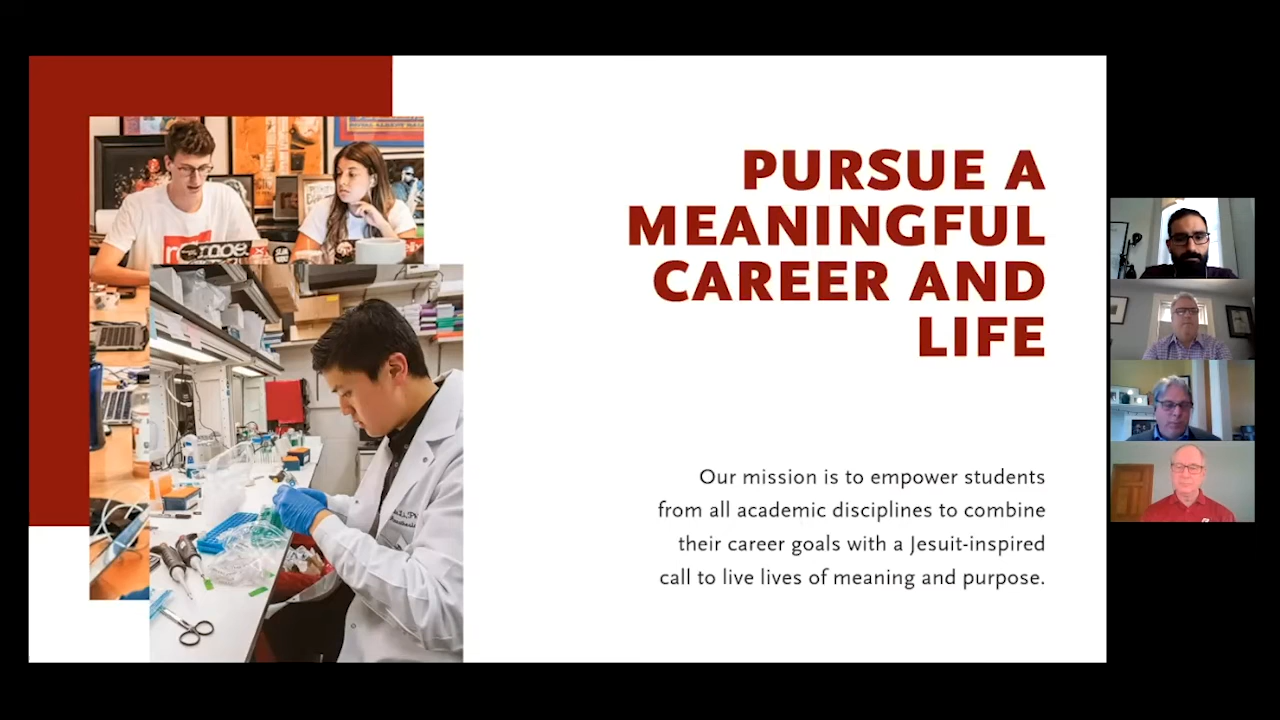 PURSUE A
MEANINGFUL
CAREER AND
LIFE
Our mission is to empower students
from all academic disciplines to combine
their career goals with a Jesuit-inspired
call to live lives of meaning and purpose.